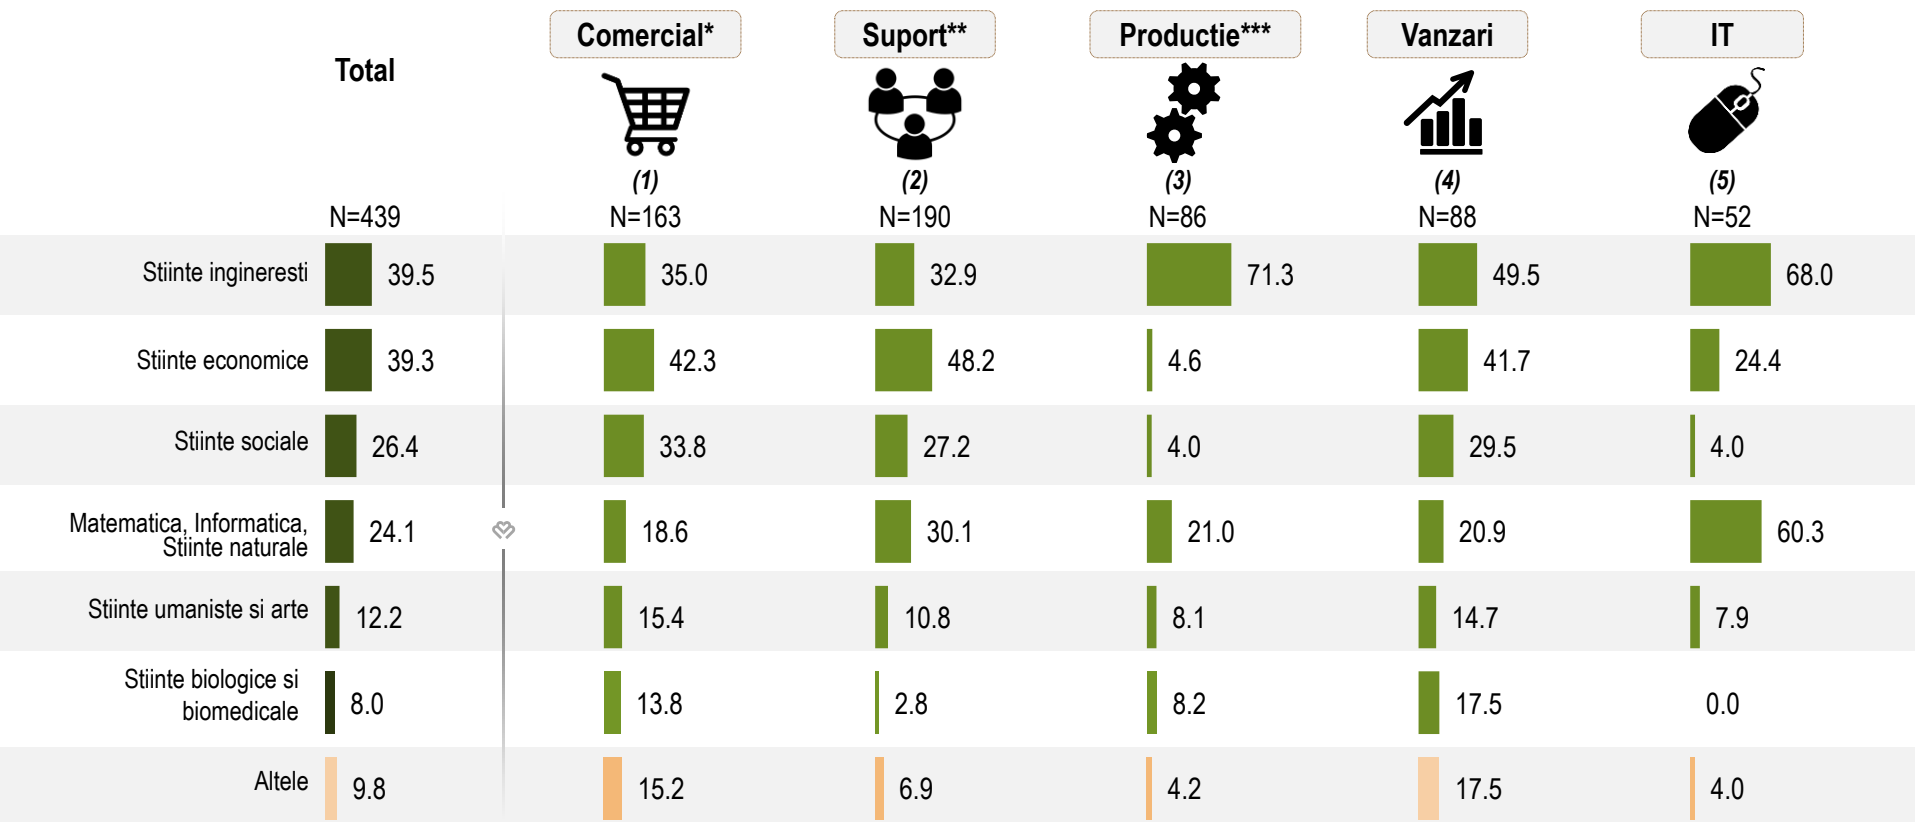 Total
Comercial*
Suport**
Productie***
Vanzari
IT
(1)
(2)
(3)
(4)
(5)
N=439
N=163
N=190
N=86
N=88
N=52
Stiinte ingineresti 39.5 35.0 32.9 71.3 49.5 68.0
Stiinte economice 39.3 42.3 48.2 4.6 41.7 24.4
Stiinte sociale 26.4 33.8 27.2 4.0 29.5 4.0
Matematica, Informatica,
Stiinte naturale 24.1 18.6 30.1 21.0 20.9 60.3
Stiinte umaniste si arte 12.2 15.4 10.8 8.1 14.7 7.9
Stiinte biologice si
biomedicale 8.0 13.8 2.8 8.2 17.5 0.0
Altele 9.8 15.2 6.9 4.2 17.5 4.0